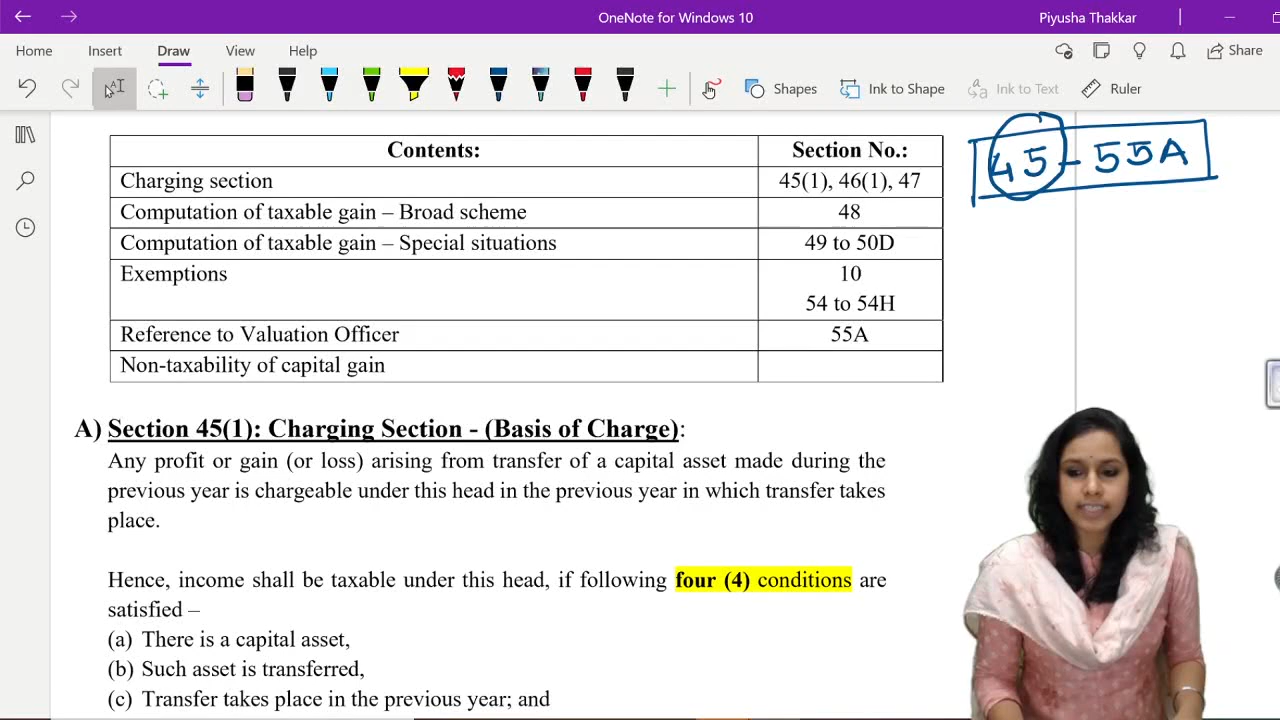 OneNote for Windows 10
Piyusha Thakkar
Home Insert Draw View Help
Share
Shapes
Ink to Shape
Ink to Text
Ruler
Contents: Section No.:
Charging section 45(1), 46(1), 47
Computation of taxable gain – Broad scheme 48
Computation of taxable gain – Special situations 49 to 50D
Exemptions 10
54 to 54H
Reference to Valuation Officer 55A
Non-taxability of capital gain
45 - 55A
A) Section 45(1): Charging Section - (Basis of Charge):
Any profit or gain (or loss) arising from transfer of a capital asset made during the
previous year is chargeable under this head in the previous year in which transfer takes
place.
Hence, income shall be taxable under this head, if following four (4) conditions are
satisfied –
(a) There is a capital asset,
(b) Such asset is transferred,
(c) Transfer takes place in the previous year; and